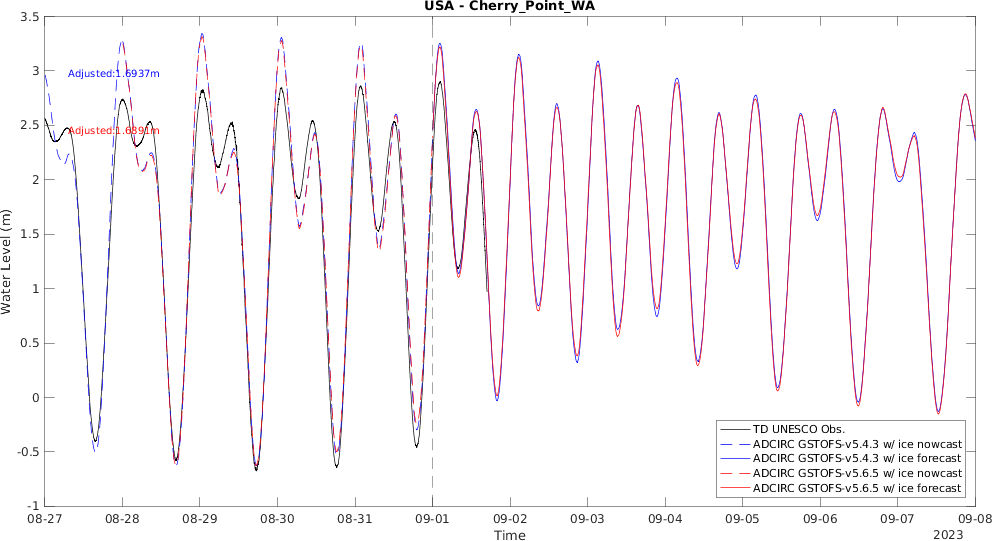 USA - Cherry_Point_WA
3.5
3
2.5
2
1.5
1
0.5
0
-0.5
-1
Water Level (m)
Adjusted:1.6937m
Adjusted:1.6391m
TD UNESCO Obs.
ADCIRC GSTOFS-v5.4.3 w/ ice nowcast
ADCIRC GSTOFS-v5.4.3 w/ ice forecast
ADCIRC GSTOFS-v5.6.5 w/ ice nowcast
ADCIRC GSTOFS-v5.6.5 w/ ice forecast
08-27 08-28 08-29 08-30 08-31 09-01 09-02 09-03 09-04 09-05 09-06 09-07 09-08
Time
2023